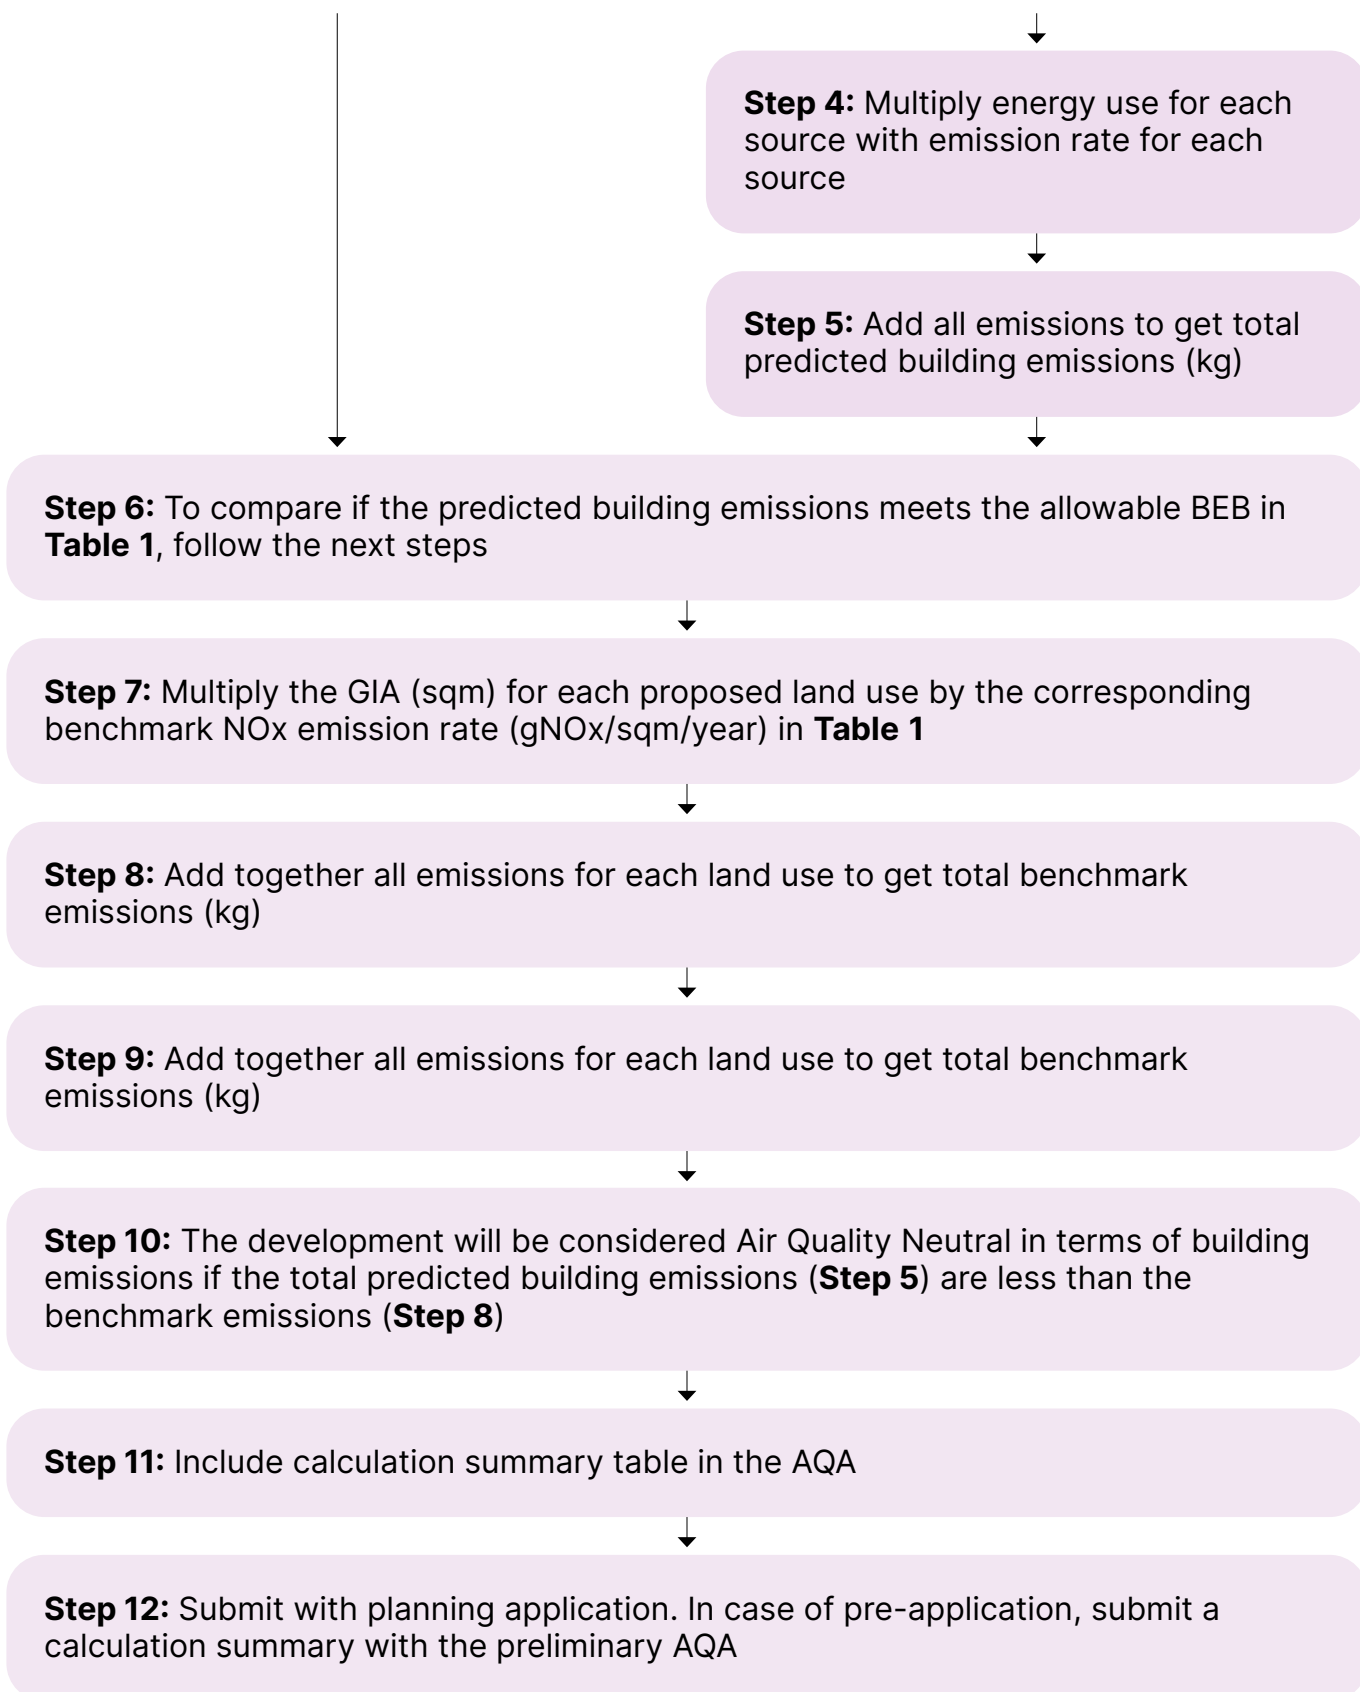 Step 4: Multiply energy use for each
source with emission rate for each
source
Step 5: Add all emissions to get total
predicted building emissions (kg)
Step 6: To compare if the predicted building emissions meets the allowable BEB in
Table 1, follow the next steps
Step 7: Multiply the GIA (sqm) for each proposed land use by the corresponding
benchmark NOx emission rate (gNOx/sqm/year) in Table 1
Step 8: Add together all emissions for each land use to get total benchmark
emissions (kg)
Step 9: Add together all emissions for each land use to get total benchmark
emissions (kg)
Step 10: The development will be considered Air Quality Neutral in terms of building
emissions if the total predicted building emissions (Step 5) are less than the
benchmark emissions (Step 8)
Step 11: Include calculation summary table in the AQA
Step 12: Submit with planning application. In case of pre-application, submit a
calculation summary with the preliminary AQA